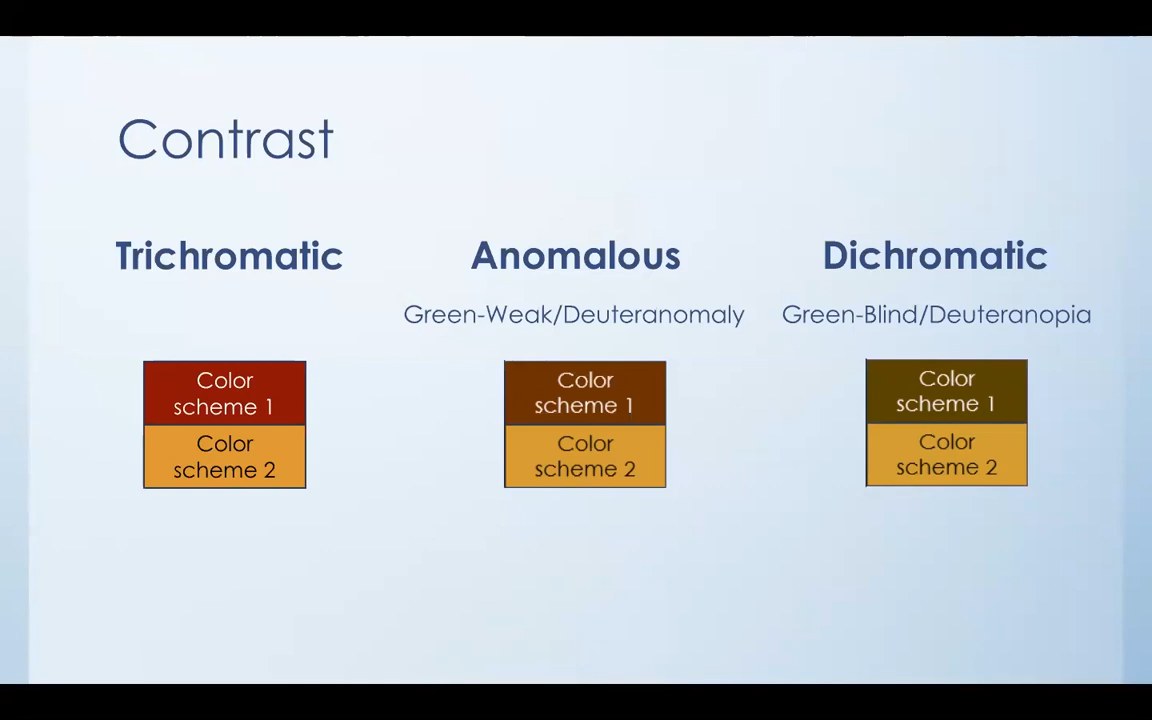 Contrast
Trichromatic
Anomalous
Dichromatic
Green-Weak/Deuteranomaly
Green-Blind/Deuteranopia
Color
scheme 1
Color
scheme 2
Color
scheme 1
Color
scheme 2
Color
scheme 1
Color
scheme 2